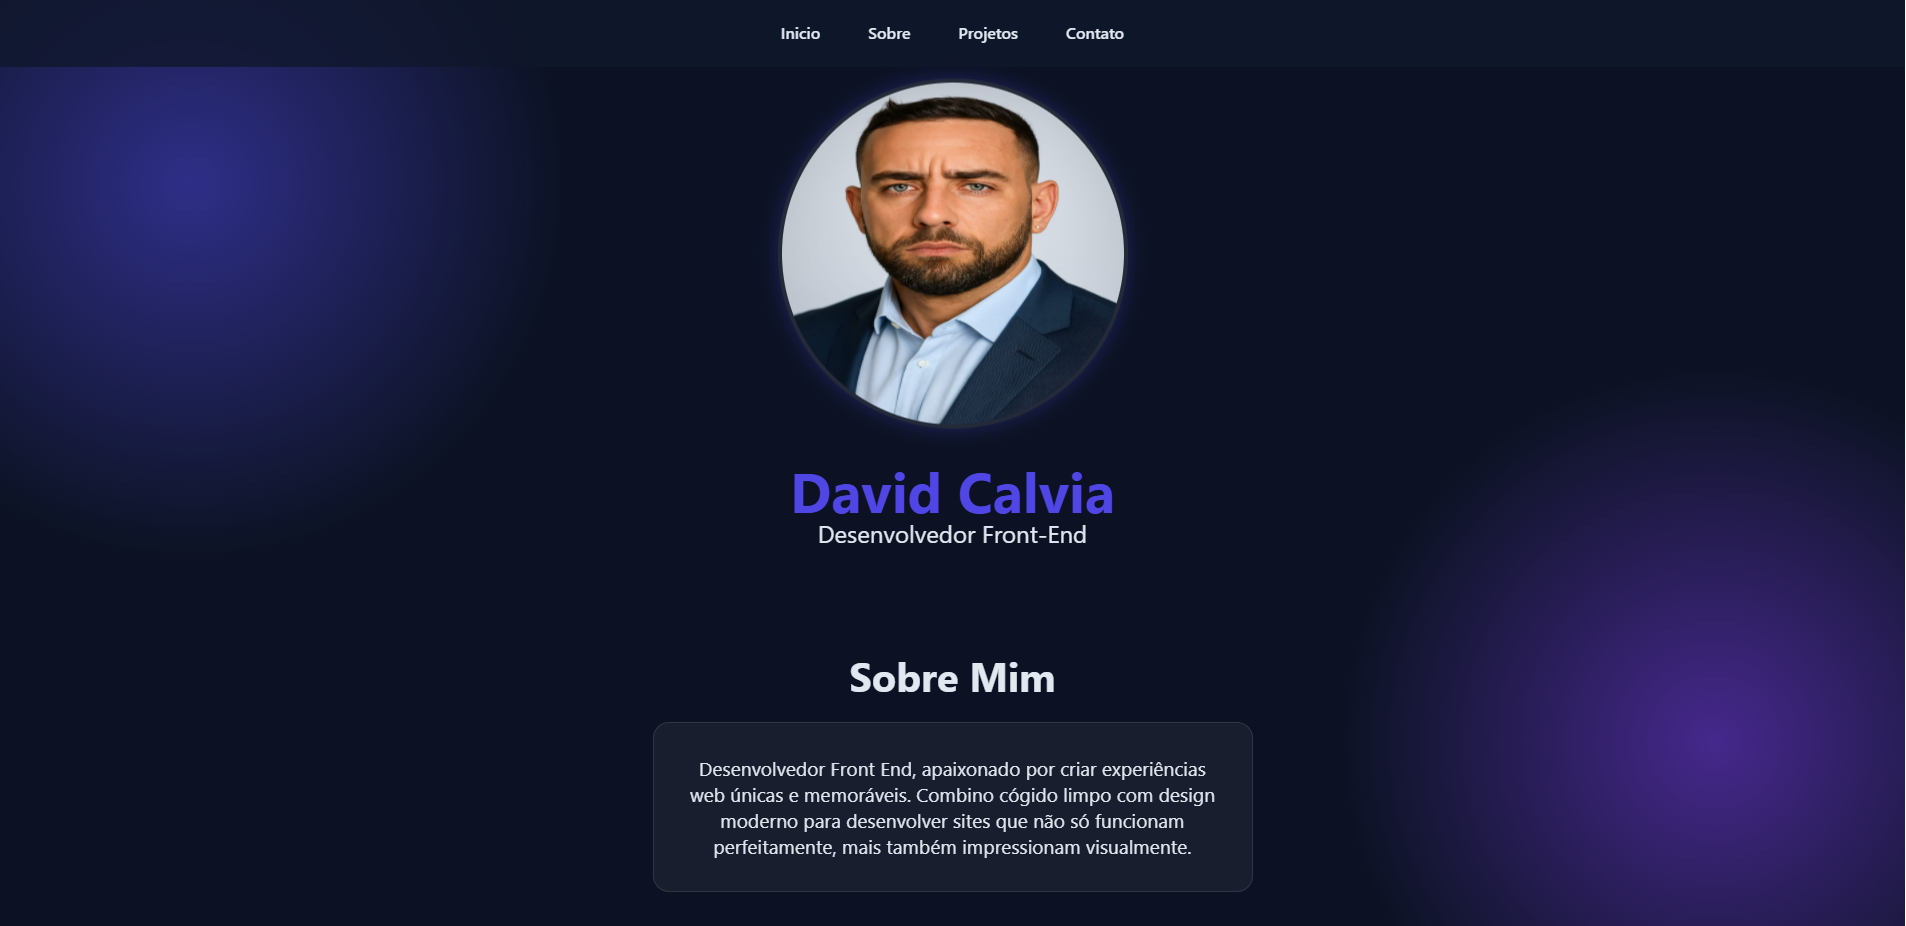 Inicio Sobre Projetos Contato
David Calvia
Desenvolvedor Front-End
Sobre Mim
Desenvolvedor Front End, apaixonado por criar experiências
web únicas e memoráveis. Combino cógido limpo com design
moderno para desenvolver sites que não só funcionam
perfeitamente, mais também impressionam visualmente.